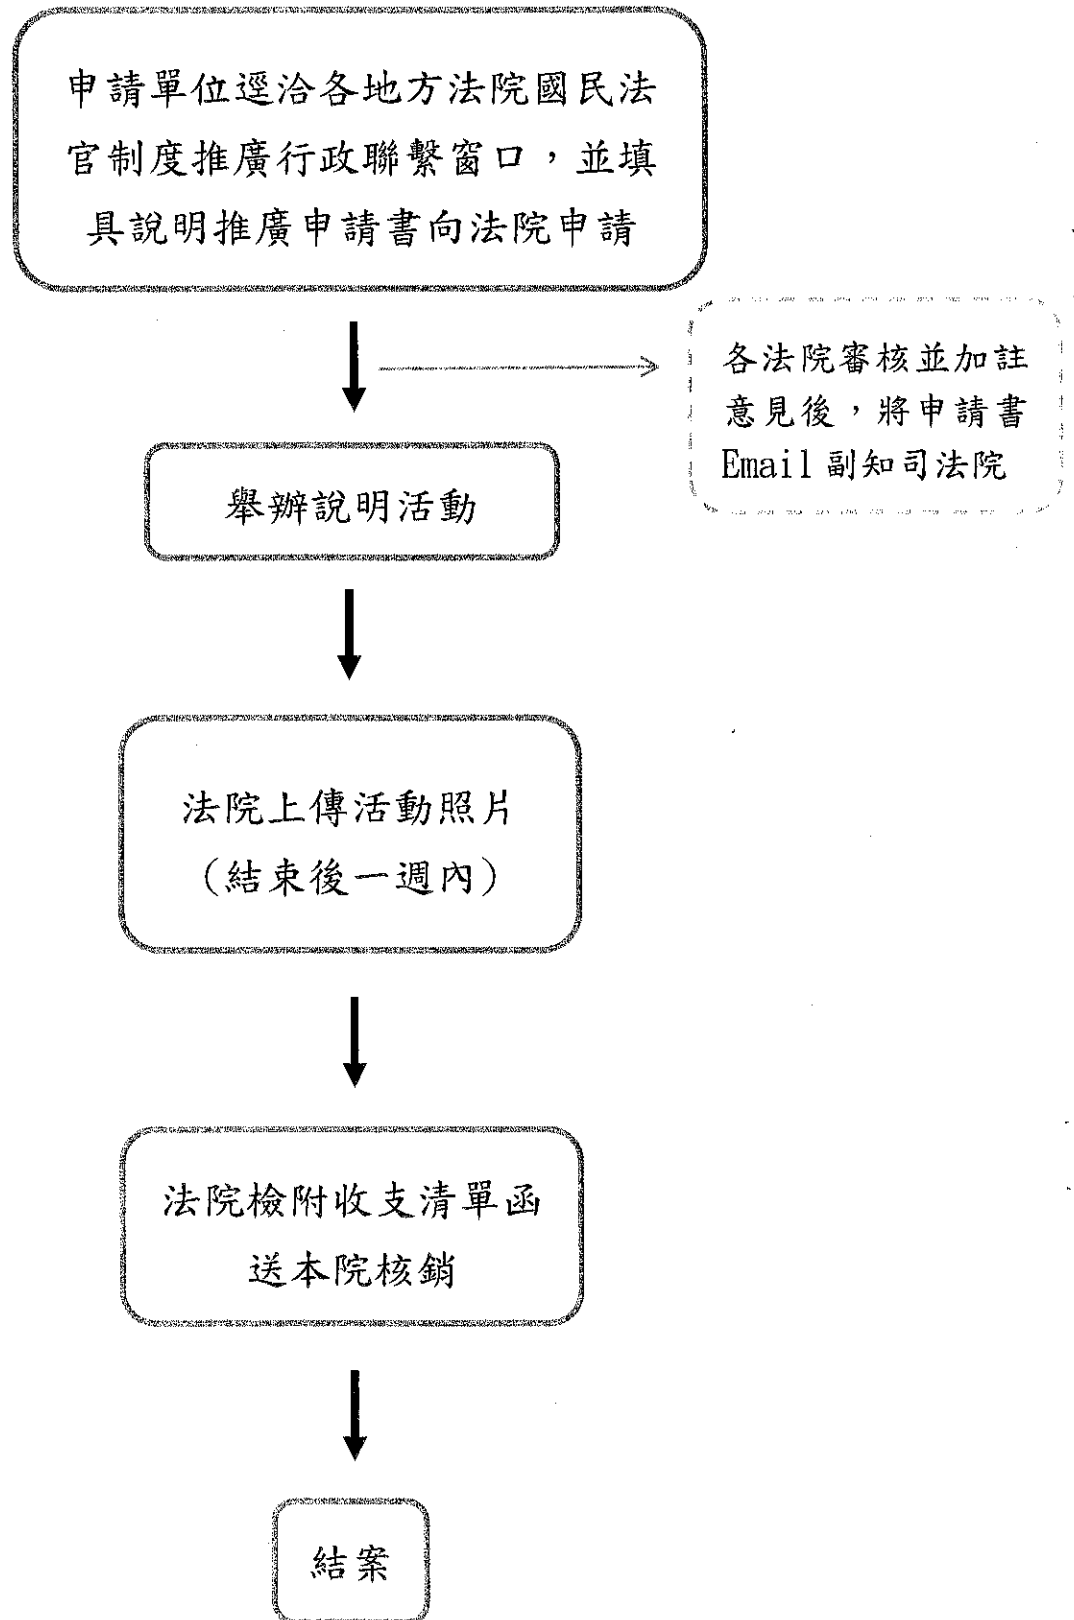 申請單位逕洽各地方法院國民法
官制度推廣行政聯繫窗口，並填
具說明推廣申請書向法院申請
各法院審核並加註
意見後，將申請書
Email 副知司法院
舉辦說明活動
法院上傳活動照片
(結束後一週內)
法院檢附收支清單函
送本院核銷
結案